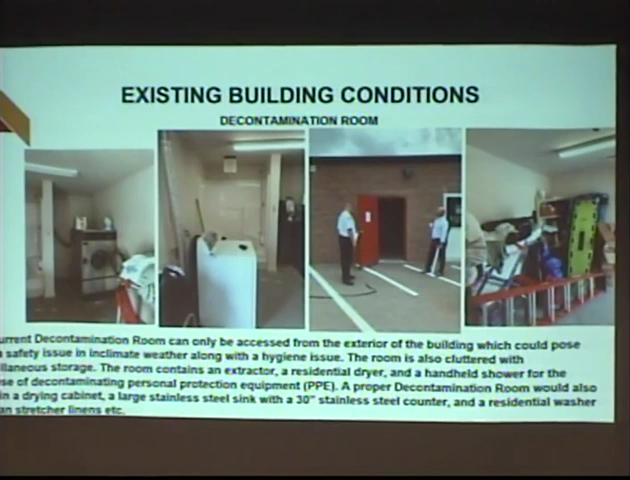 EXISTING BUILDING CONDITIONS
DECONTAMINATION ROOM
urrent Decontamination Room can only be accessed from the exterior of the building which could pose
a safety issue in inclimate weather along with a hygiene issue. The room is also cluttered with
llaneous storage. The room contains an extractor, a residential dryer, and a handheld shower for the
se of decontaminating personal protection equipment (PPE). A proper Decontamination Room would also
in a drying cabinet, a large stainless steel sink with a 30" stainless steel counter, and a residential washer
an stretcher linens etc.